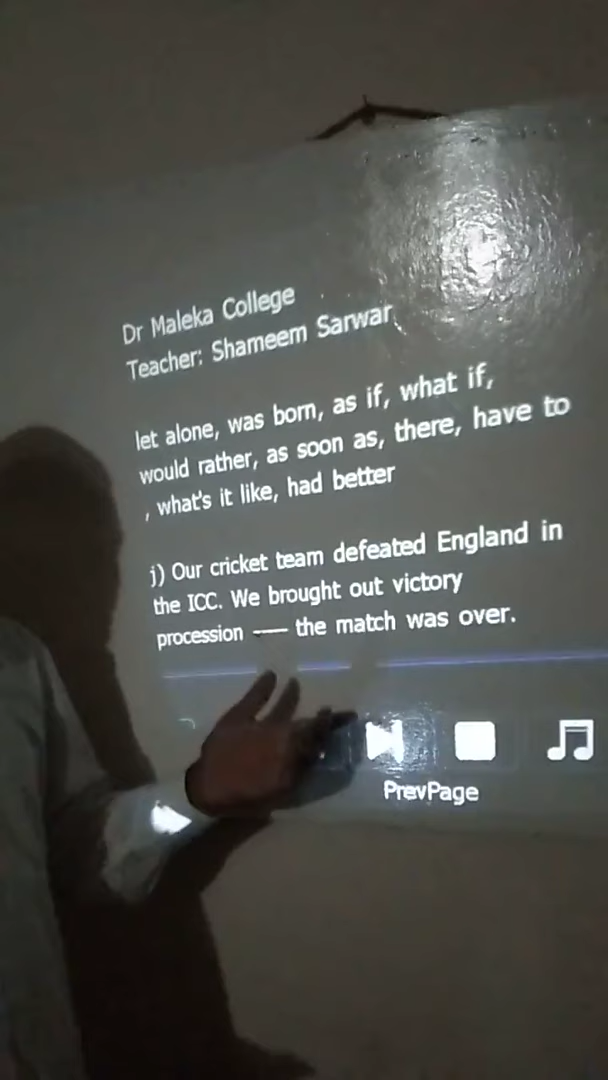 Dr Maleka College
Teacher: Shameem Sarwar
let alone, was born, as if, what if,
would rather, as soon as, there, have to
, what's it like, had better
j) Our cricket team defeated England in
the ICC. We brought out victory
procession —— the match was over.
PrevPage